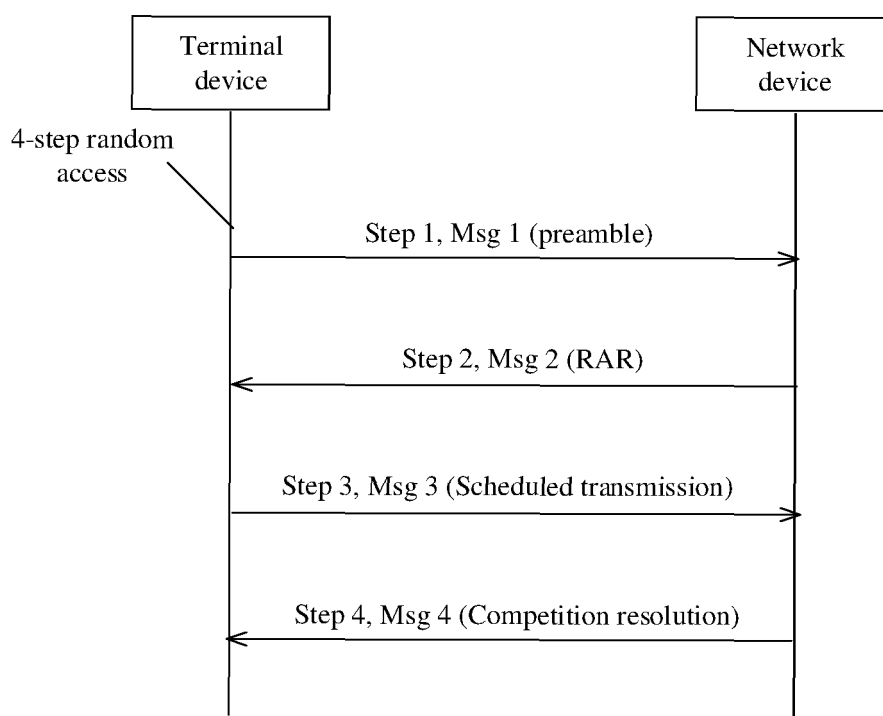 Terminal
device
Network
device
4-step random
access
Step 1, Msg 1 (preamble)
Step 2, Msg 2 (RAR)
Step 3, Msg 3 (Scheduled transmission)
Step 4, Msg 4 (Competition resolution)